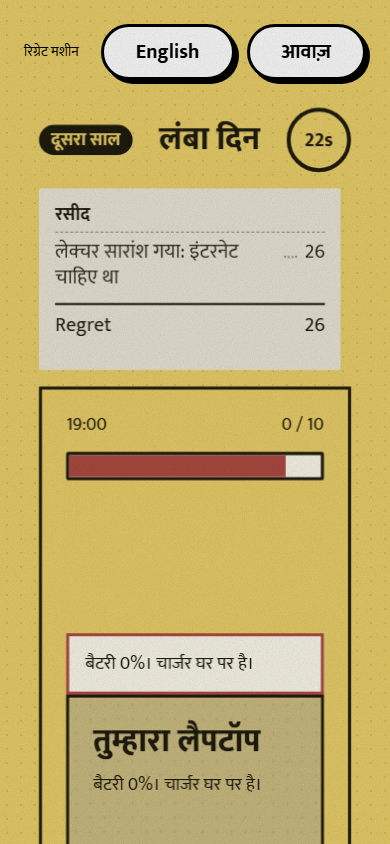 रिग्रेट मशीन
English
आवाज़
दूसरा साल
लंबा दिन
22s
रसीद
लेक्चर सारांश गया: इंटरनेट .... 26
चाहिए था
Regret 26
19:00 0 / 10
बैटरी 0%। चार्जर घर पर है।
तुम्हारा लैपटॉप
बैटरी 0%। चार्जर घर पर है।